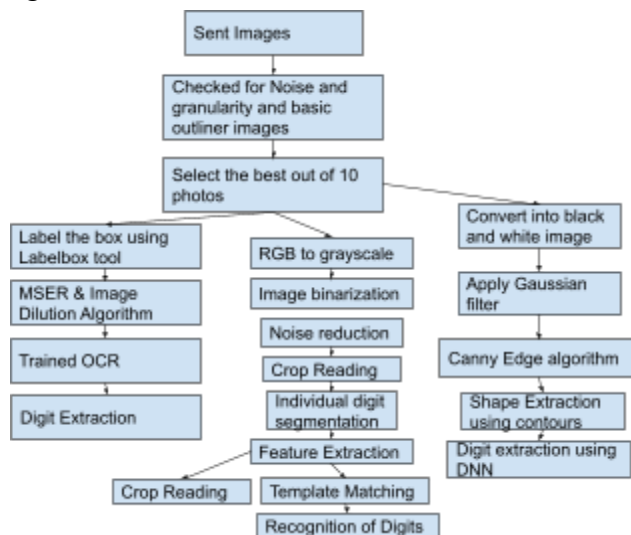 Sent Images
Checked for Noise and
granularity and basic
outliner images
Select the best out of 10
photos
Label the box using
Labelbox tool
MSER & Image
Dilution Algorithm
Trained OCR
Digit Extraction
RGB to grayscale
Image binarization
Noise reduction
Crop Reading
Individual digit
segmentation
Feature Extraction
Crop Reading
Template Matching
Recognition of Digits
Convert into black
and white image
Apply Gaussian
filter
Canny Edge algorithm
Shape Extraction
using contours
Digit extraction using
DNN